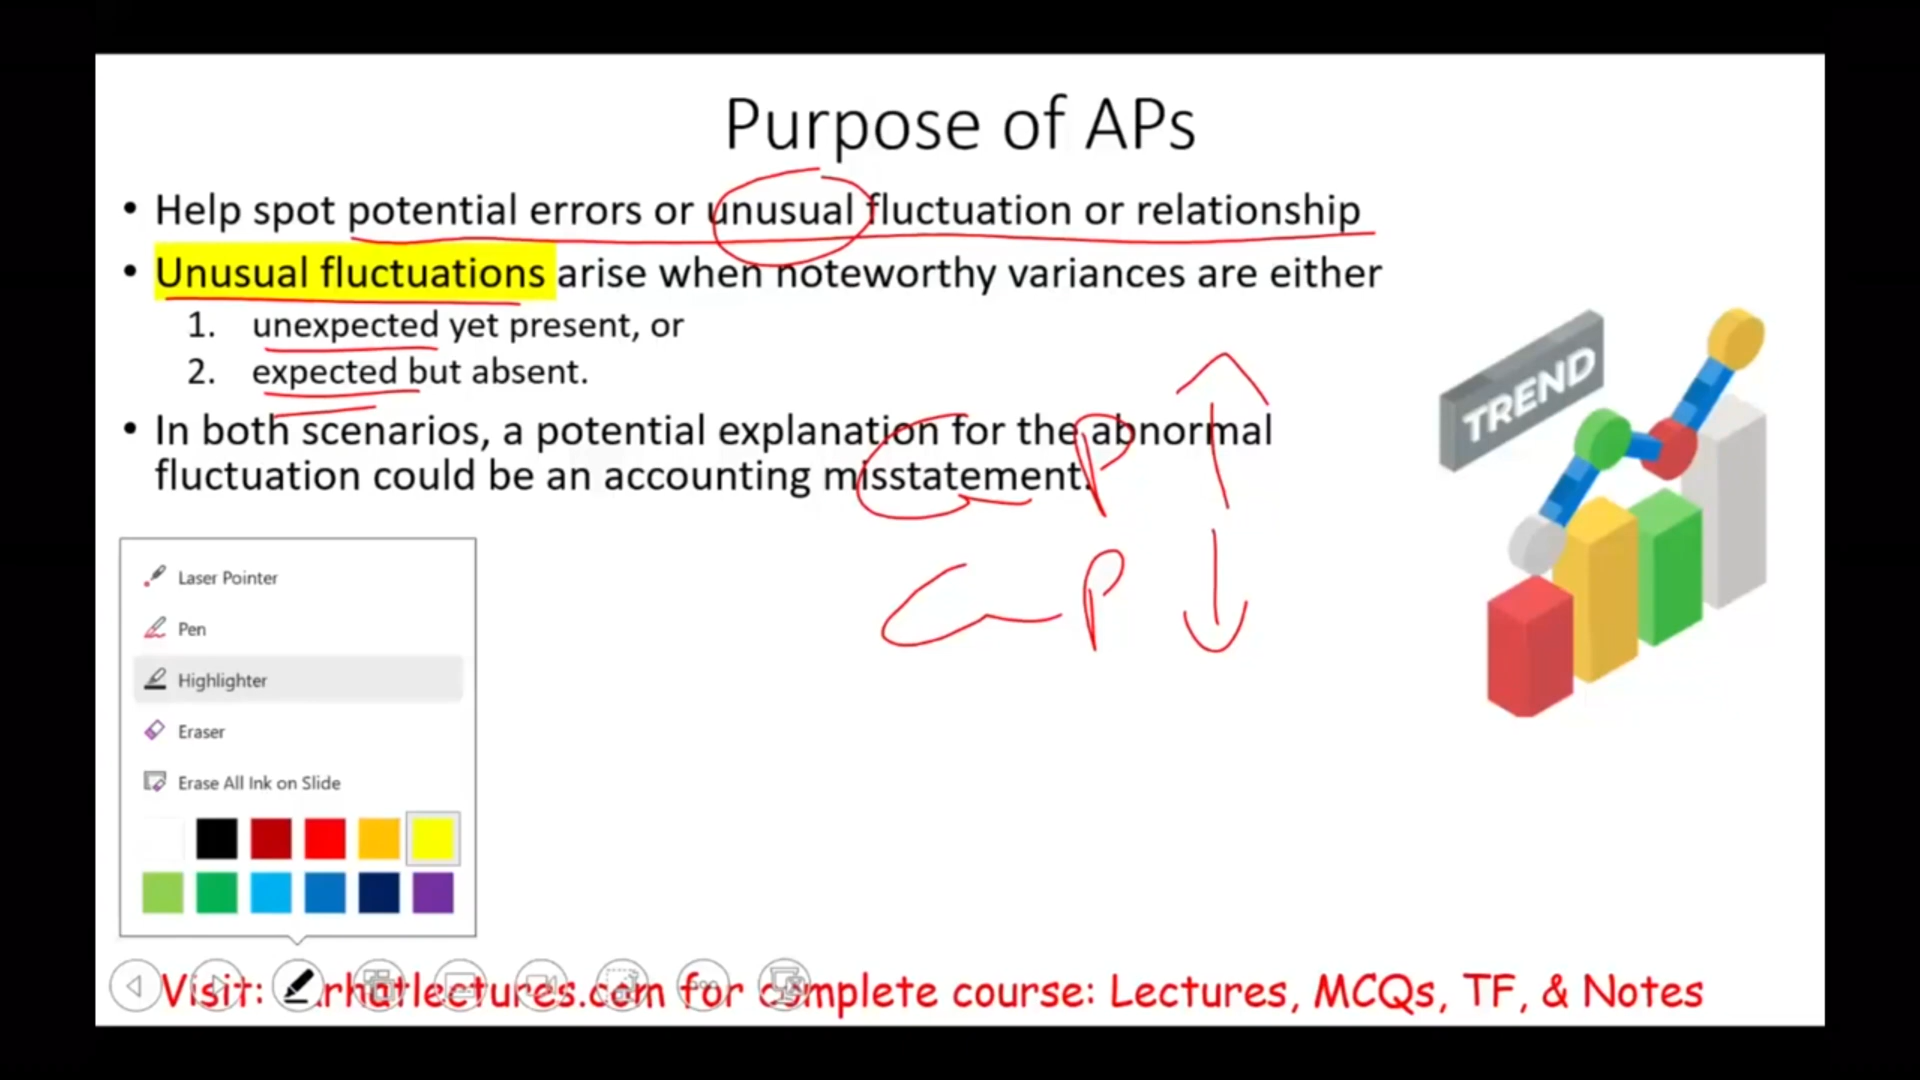 Purpose of APs
• Help spot potential errors or unusual fluctuation or relationship
• Unusual fluctuations arise when noteworthy variances are either
1. unexpected yet present, or
2. expected but absent.
• In both scenarios, a potential explanation for the abnormal
fluctuation could be an accounting misstatement.
P
P
TREND
Laser Pointer
Pen
Highlighter
Eraser
Erase All Ink on Slide
Visit: for complete course: Lectures, MCQs, TF, & Notes